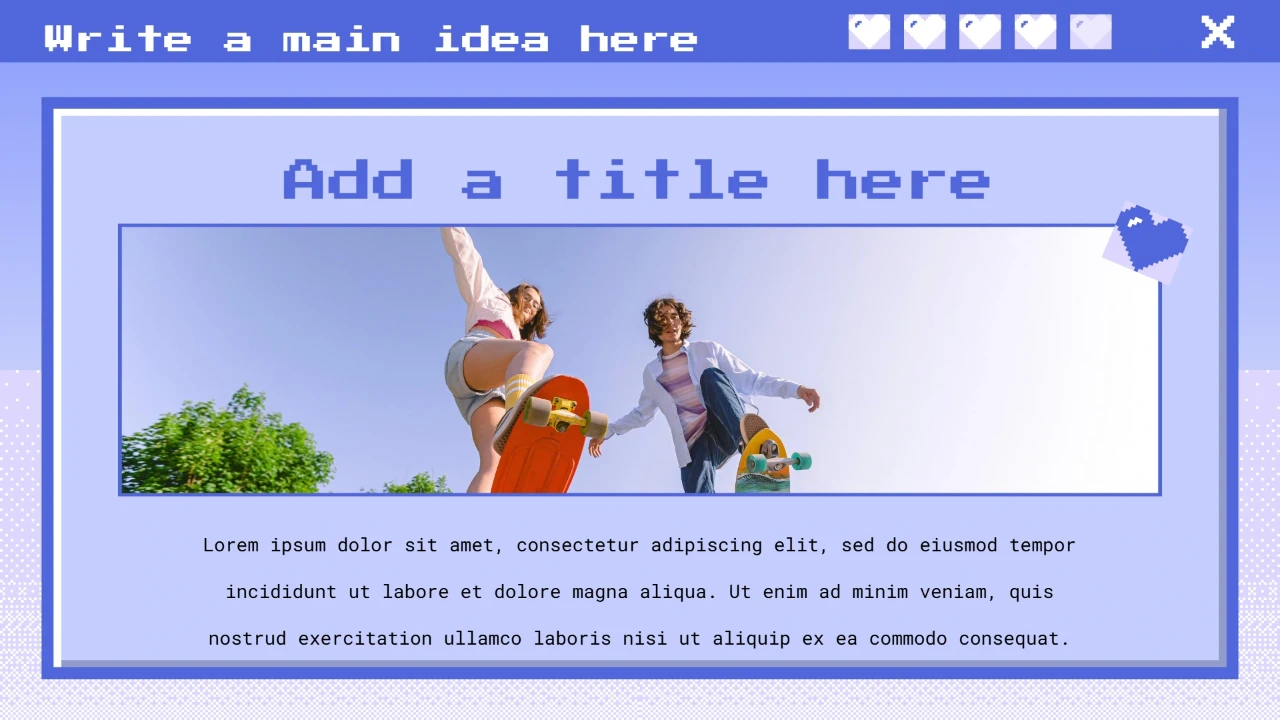 Write a main idea here
Add a title here
Lorem ipsum dolor sit amet, consectetur adipiscing elit, sed do eiusmod tempor
incididunt ut labore et dolore magna aliqua. Ut enim ad minim veniam, quis
nostrud exercitation ullamco laboris nisi ut aliquip ex ea commodo consequat.